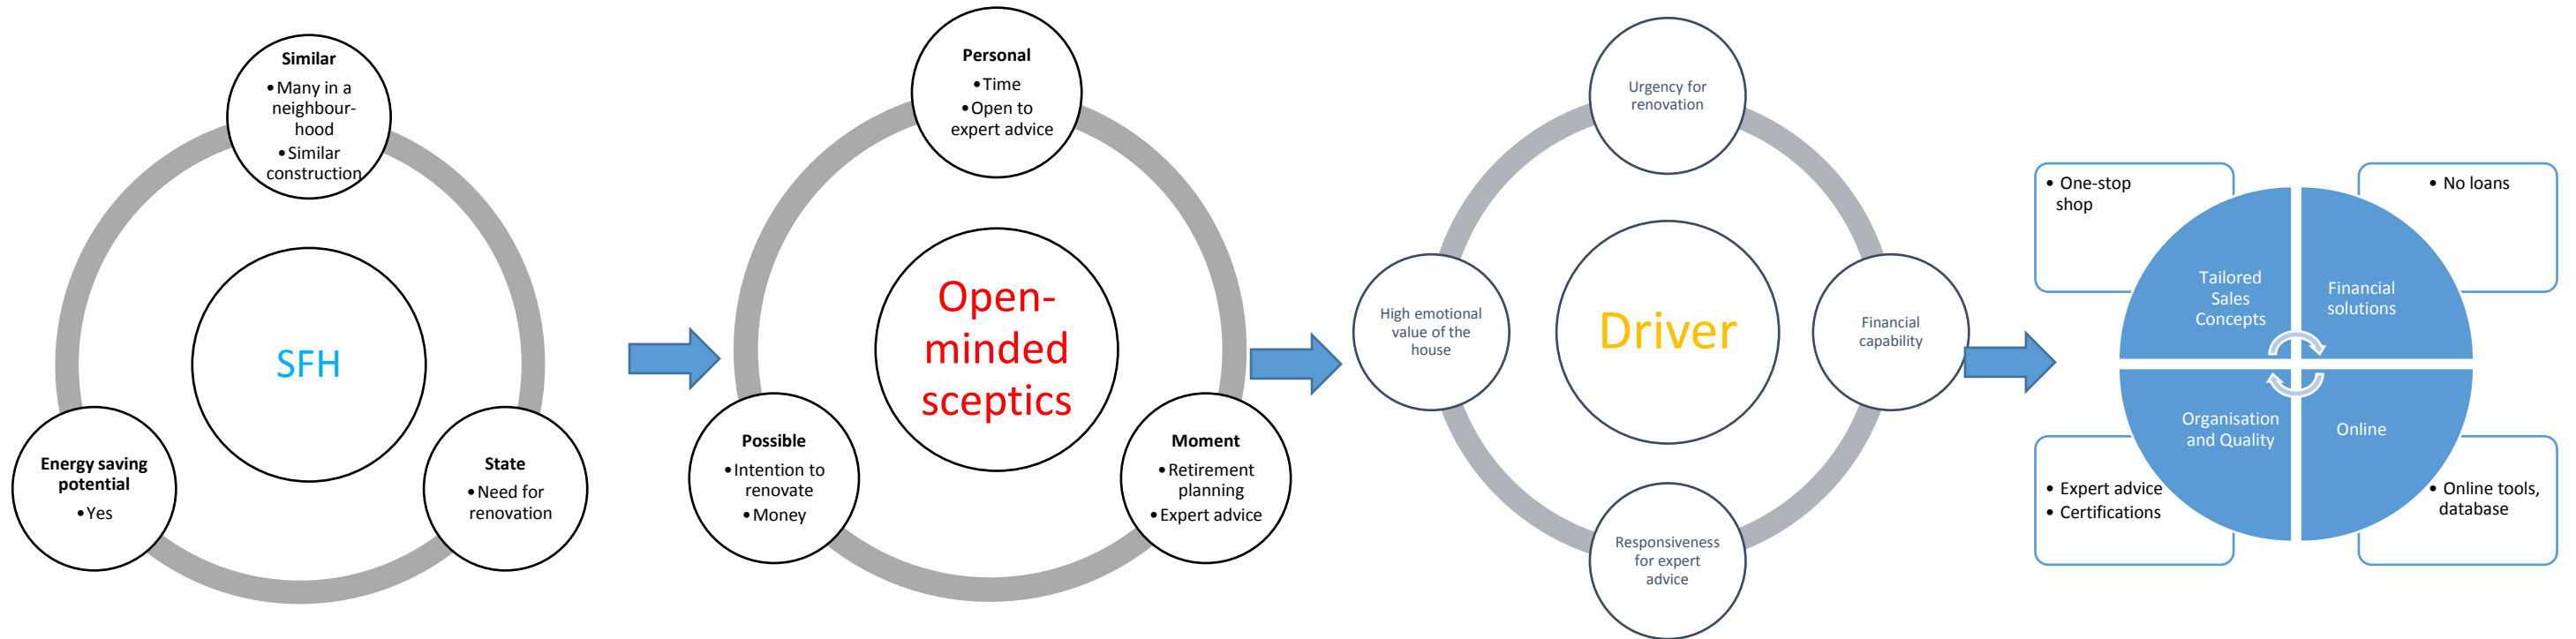 Similar
• Many in a
neighbour-
hood
• Similar
construction
SFH
Energy saving
potential
• Yes
State
• Need for
renovation
Personal
• Time
• Open to
expert advice
Open-
minded
sceptics
Possible
• Intention to
renovate
• Money
Moment
• Retirement
planning
• Expert advice
Urgency for
renovation
High emotional
value of the
house
Driver
Financial
capability
Responsiveness
for expert
advice
• One-stop
shop
• No loans
Tailored
Sales
Concepts
Financial
solutions
Organisation
and Quality
Online
• Expert advice
• Certifications
• Online tools,
database